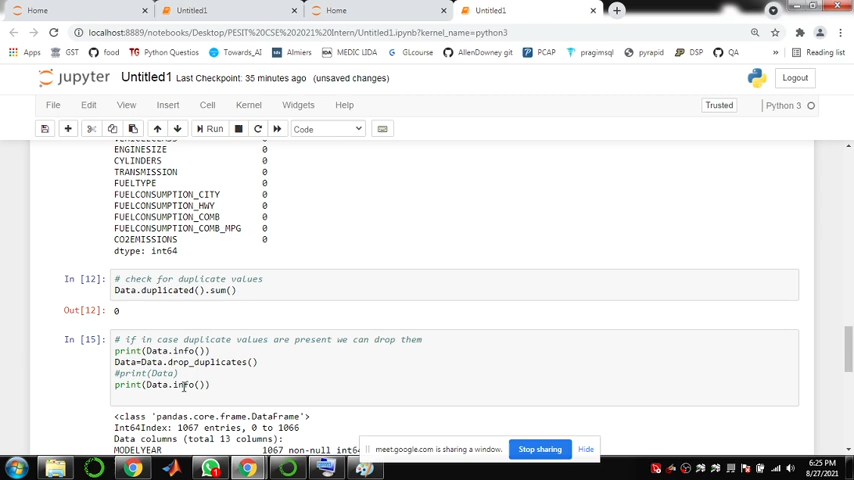 Home
Untitled1
Home
Untitled1
localhost:8889/notebooks/Desktop/PESIT%20CSE%202021%20Intern/Untitled1.ipynb?kernel_name=python3
Apps GST food TQ Python Questions Towards_AI Almiers MEDIC LIDA G1.IPLcourse AllenDowney git PCAP pragimsql pyrapid DSP QA » Reading list
jupyter Untitled1 Last Checkpoint: 35 minutes ago (unsaved changes) Logout
File Edit View Insert Cell Kernel Widgets Help Trusted Python 3
Run Code
ENGINESIZE 0
CYLINDERS 0
TRANSMISSION 0
FUELTYPE 0
FUELCONSUMPTION_CITY 0
FUELCONSUMPTION_HWY 0
FUELCONSUMPTION_COMB 0
FUELCONSUMPTION_COMB_MPG 0
CO2EMISSIONS 0
dtype: int64
In [12]: # check for duplicate values
Data.duplicated().sum()
Out[12]: 0
In [15]: # if in case duplicate values are present we can drop them
print(Data.info())
Data=Data.drop_duplicates()
#print(Data)
print(Data.info())
<class 'pandas.core.frame.DataFrame'>
Int64Index: 1067 entries, 0 to 1066
Data columns (total 13 columns):
MODELYEAR 1067 non-null int64
meet.google.com is sharing a window. Stop sharing Hide
6:25 PM
8/27/2021